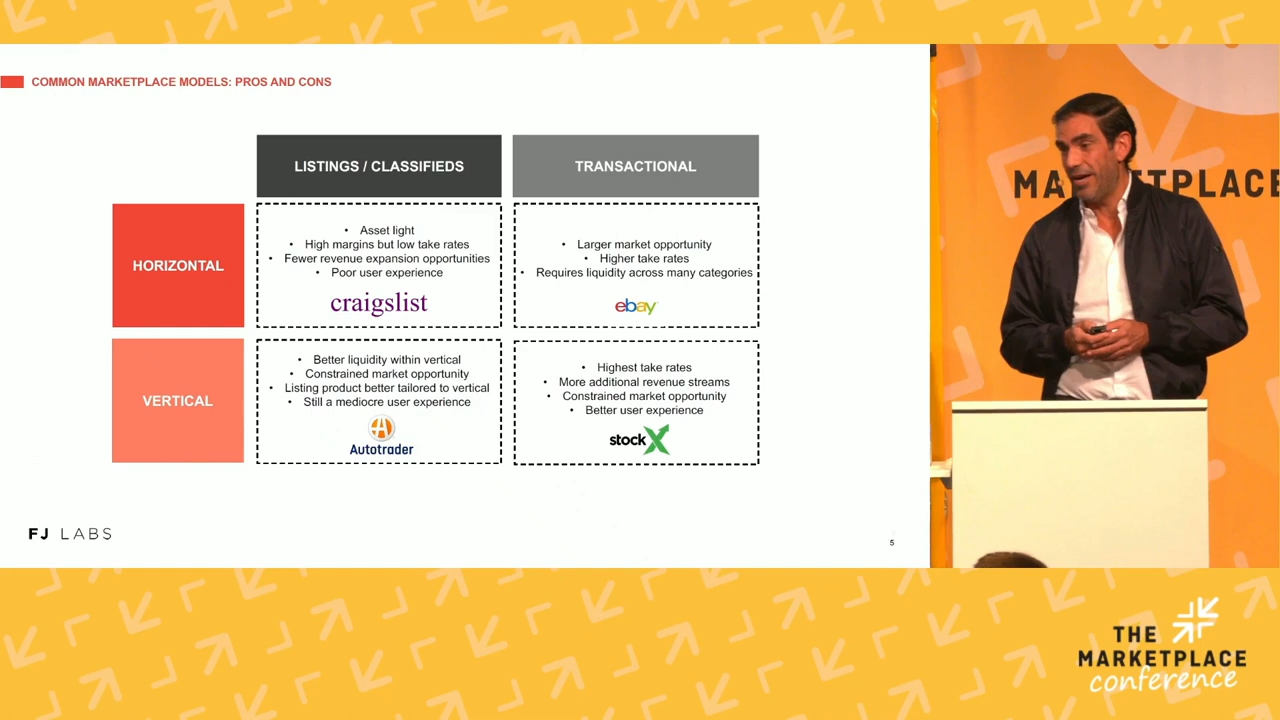 COMMON MARKETPLACE MODELS: PROS AND CONS
LISTINGS / CLASSIFIEDS
TRANSACTIONAL
HORIZONTAL
• Asset light
• High margins but low take rates
• Fewer revenue expansion opportunities
• Poor user experience
craigslist
• Larger market opportunity
• Higher take rates
• Requires liquidity across many categories
ebay
VERTICAL
• Better liquidity within vertical
• Constrained market opportunity
• Listing product better tailored to vertical
• Still a mediocre user experience
Autotrader
• Highest take rates
• More additional revenue streams
• Constrained market opportunity
• Better user experience
stockX
FJ LABS
5
MA TPLACE
THE
MARKETPLACE
conference